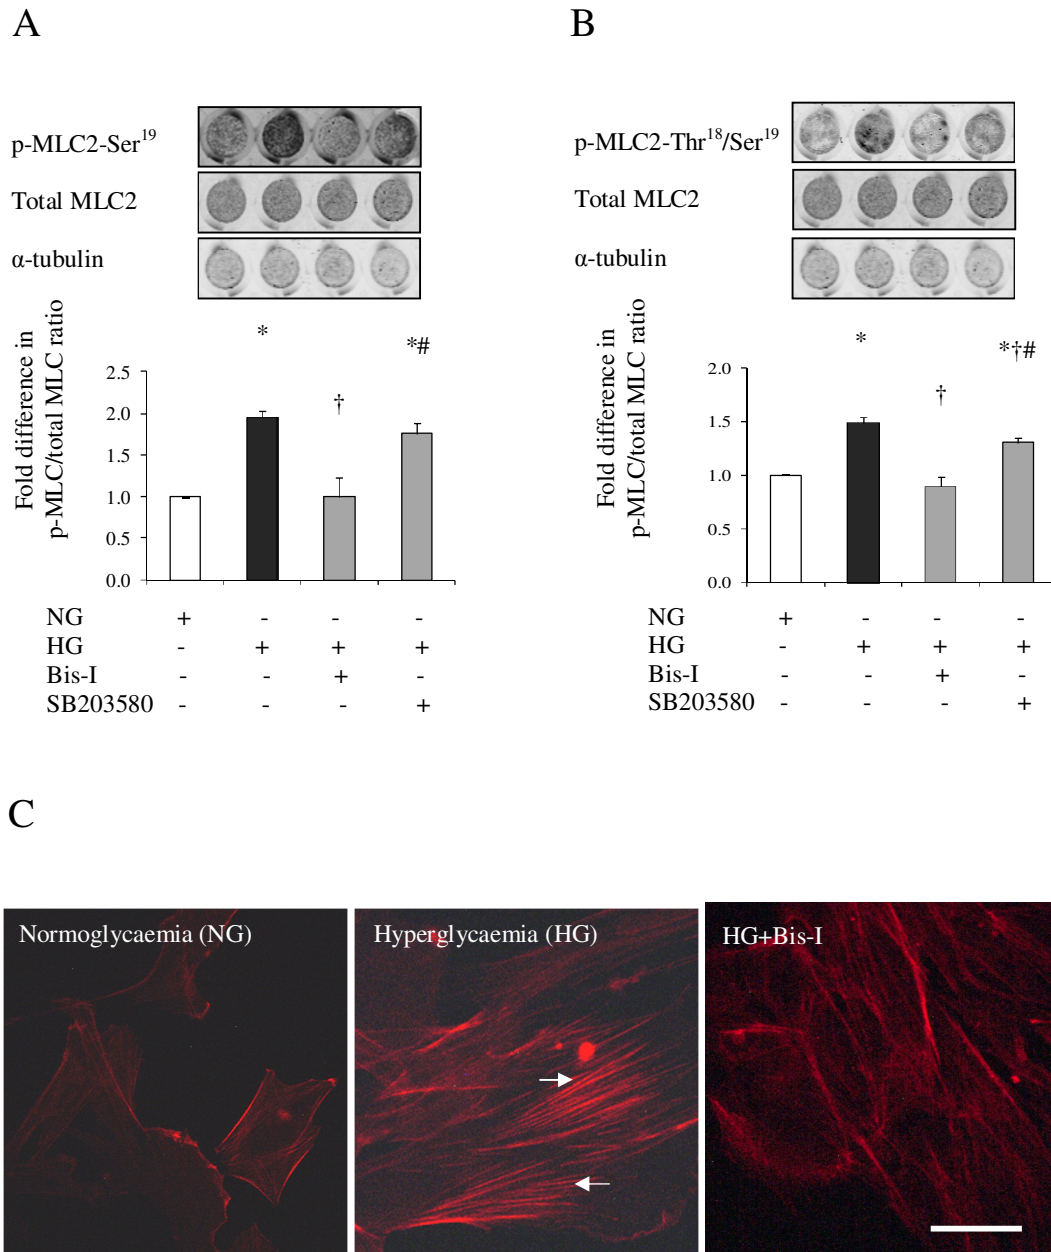 A
p-MLC2-Ser19
Total MLC2
α-tubulin
Fold difference in
p-MLC/total MLC ratio
* † *#
2.5
2.0
1.5
1.0
0.5
0.0
NG + - - -
HG - + + +
Bis-I - - + -
SB203580 - - - +
B
p-MLC2-Thr18/Ser19
Total MLC2
α-tubulin
Fold difference in
p-MLC/total MLC ratio
* † *†#
2.0
1.5
1.0
0.5
0.0
NG + - - -
HG - + + +
Bis-I - - + -
SB203580 - - - +
C
Normoglycaemia (NG)
Hyperglycaemia (HG)
HG+Bis-I